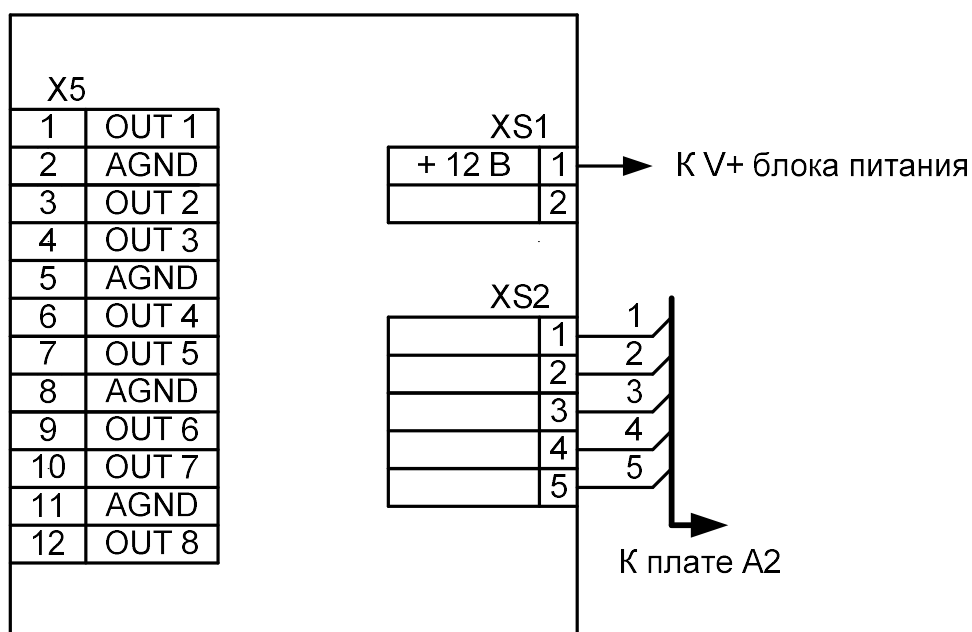 X5
1 OUT 1
2 AGND
3 OUT 2
4 OUT 3
5 AGND
6 OUT 4
7 OUT 5
8 AGND
9 OUT 6
10 OUT 7
11 AGND
12 OUT 8
XS1
+ 12 В 1
2
К V+ блока питания
XS2
1 1
2 2
3 3
4 4
5 5
К плате А2